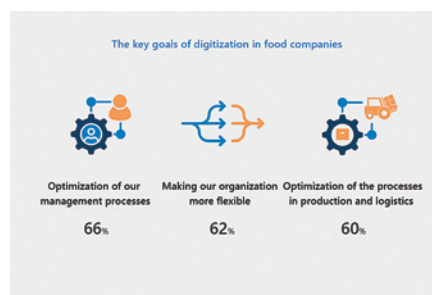 The key goals of digitization in food companies
Optimization of our
management processes
66%
Making our organization
more flexible
62%
Optimization of the processes
in production and logistics
60%